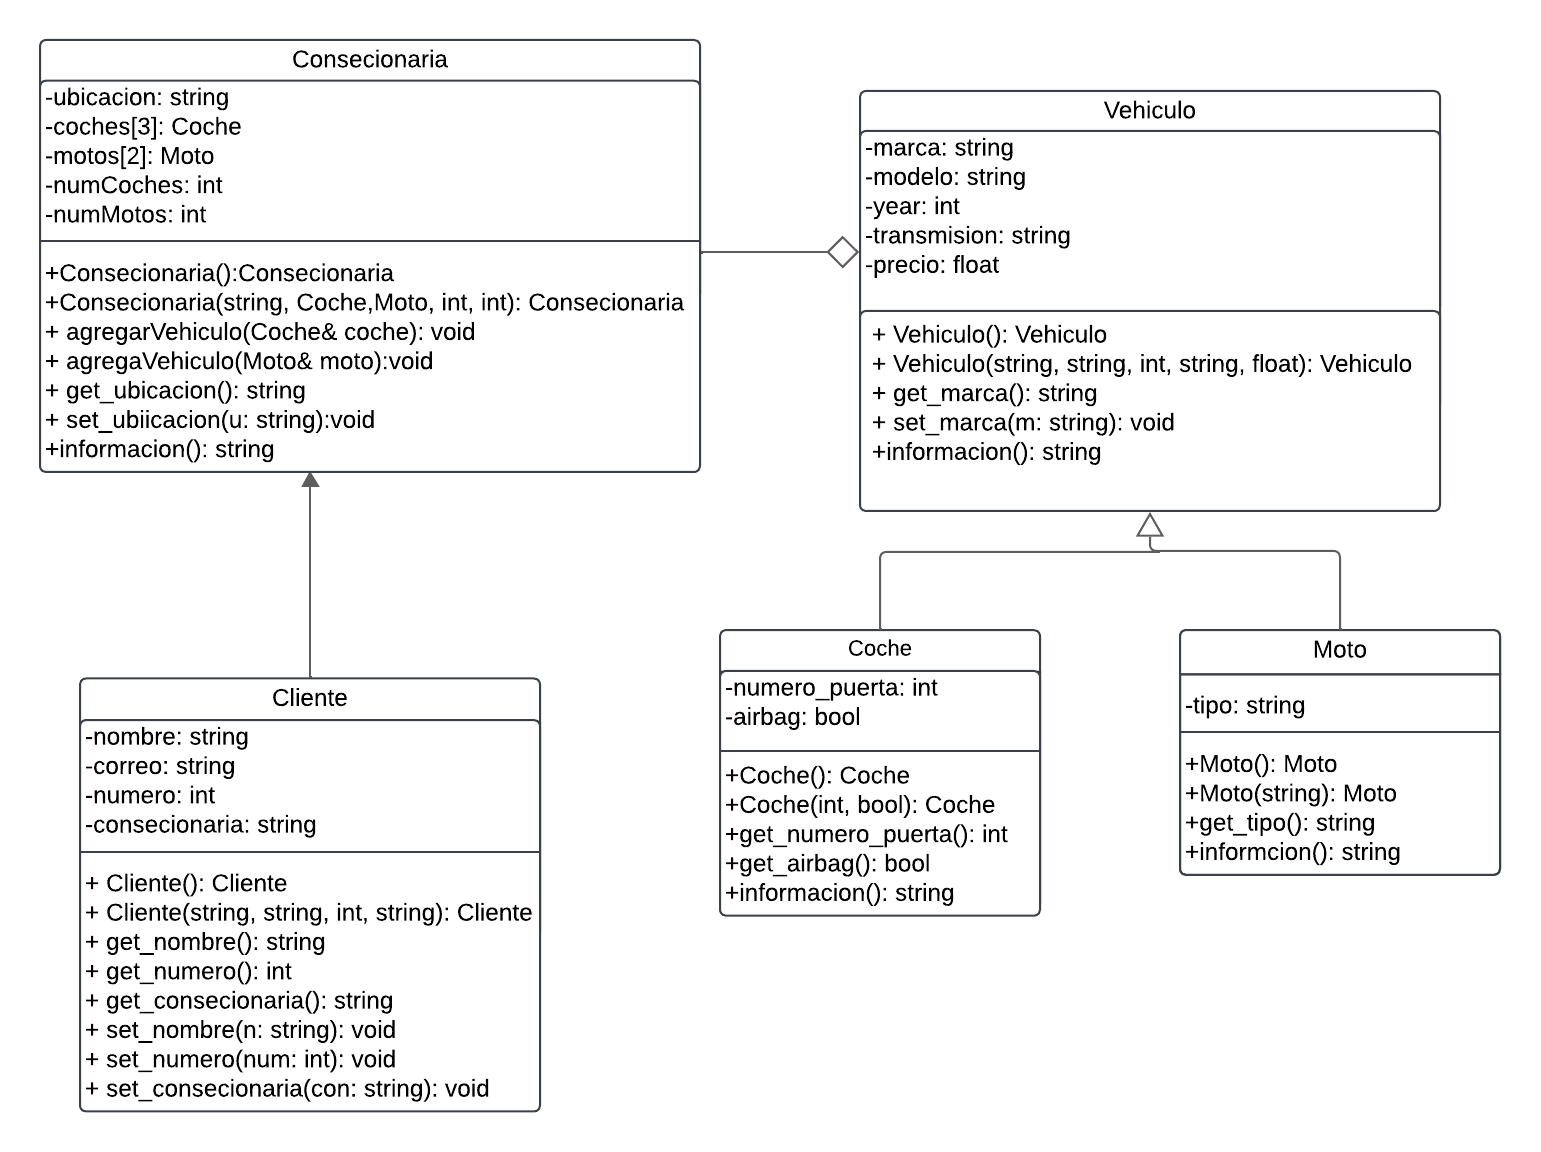 Consecionaria
-ubicacion: string
-coches[3]: Coche
-motos[2]: Moto
-numCoches: int
-numMotos: int
+Consecionaria():Consecionaria
+Consecionaria(string, Coche,Moto, int, int): Consecionaria
+ agregarVehiculo(Coche& coche): void
+ agregaVehiculo(Moto& moto):void
+ get_ubicacion(): string
+ set_ubiicacion(u: string):void
+informacion(): string
Vehiculo
-marca: string
-modelo: string
-year: int
-transmision: string
-precio: float
+ Vehiculo(): Vehiculo
+ Vehiculo(string, string, int, string, float): Vehiculo
+ get_marca(): string
+ set_marca(m: string): void
+informacion(): string
Cliente
-nombre: string
-correo: string
-numero: int
-consecionaria: string
+ Cliente(): Cliente
+ Cliente(string, string, int, string): Cliente
+ get_nombre(): string
+ get_numero(): int
+ get_consecionaria(): string
+ set_nombre(n: string): void
+ set_numero(num: int): void
+ set_consecionaria(con: string): void
Coche
-numero_puerta: int
-airbag: bool
+Coche(): Coche
+Coche(int, bool): Coche
+get_numero_puerta(): int
+get_airbag(): bool
+informacion(): string
Moto
-tipo: string
+Moto(): Moto
+Moto(string): Moto
+get_tipo(): string
+informcion(): string